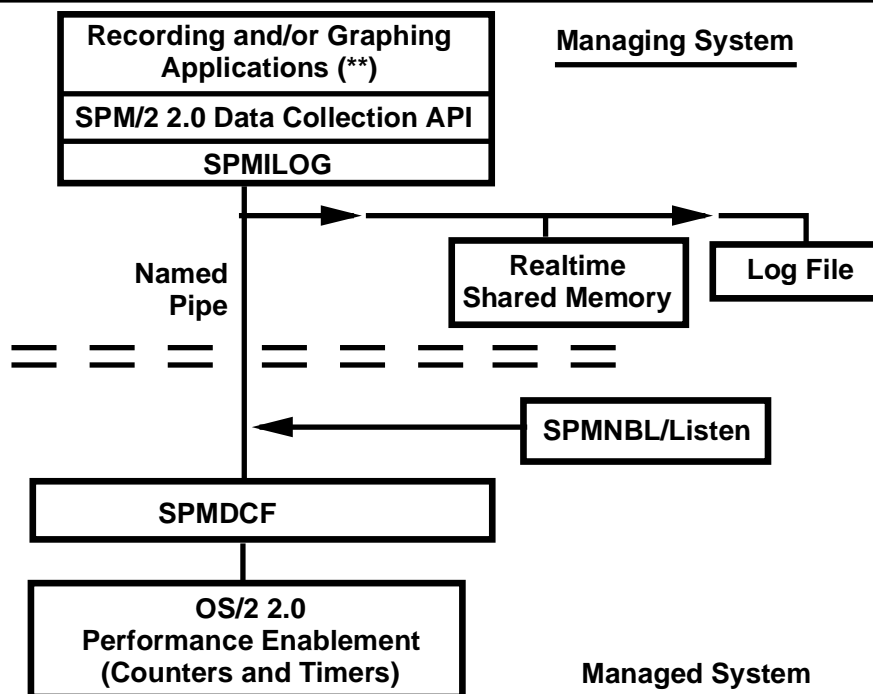 Recording and/or Graphing
Applications (**)
Managing System
SPM/2 2.0 Data Collection API
SPMILOG
Named
Pipe
Realtime
Shared Memory
Log File
SPMNBL/Listen
SPMDCF
OS/2 2.0
Performance Enablement
(Counters and Timers)
Managed System